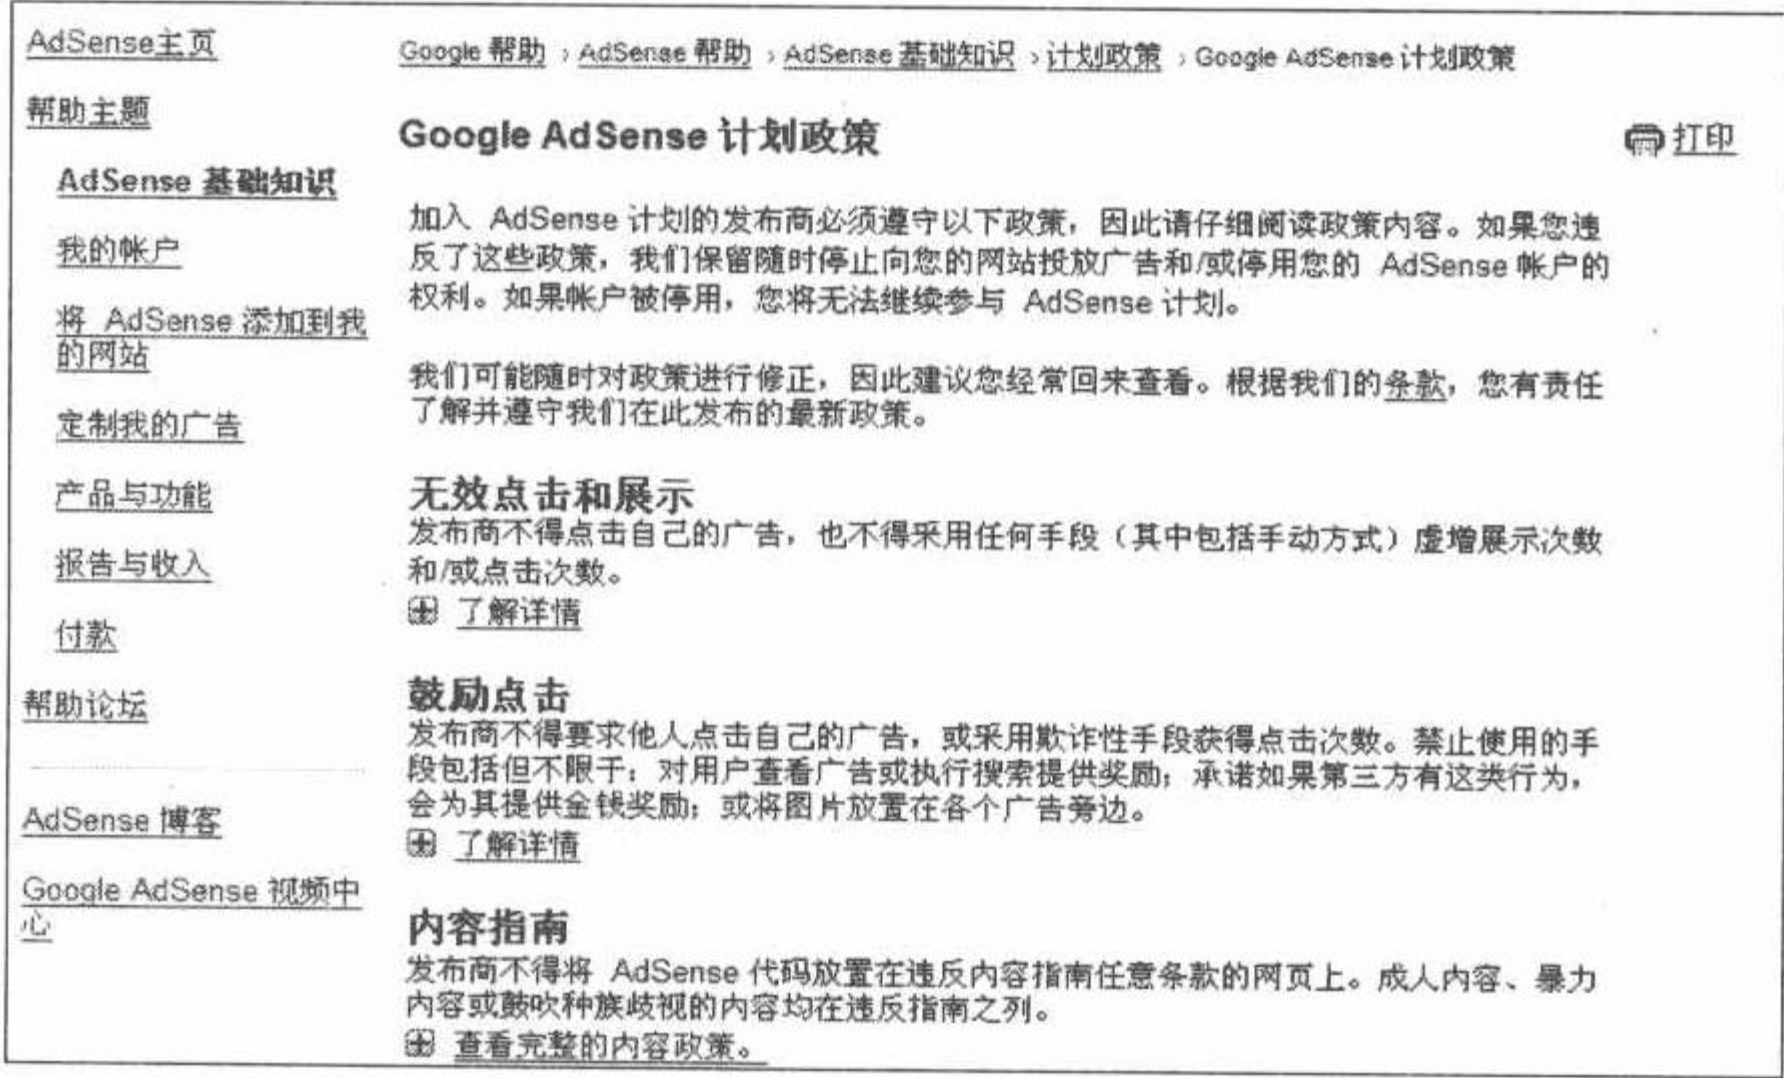 AdSense主页
帮助主题
AdSense 基础知识
我的帐户
将 AdSense 添加到我
的网站
定制我的广告
产品与功能
报告与收入
付款
帮助论坛
AdSense 博客
Google AdSense 视频中
心
Google 帮助 › AdSense 帮助 › AdSense 基础知识 › 计划政策 › Google AdSense 计划政策
Google AdSense 计划政策
打印
加入 AdSense 计划的发布商必须遵守以下政策，因此请仔细阅读政策内容。如果您违
反了这些政策，我们保留随时停止向您的网站投放广告和/或停用您的 AdSense 帐户的
权利。如果帐户被停用，您将无法继续参与 AdSense 计划。
我们可能随时对政策进行修正，因此建议您经常回来查看。根据我们的条款，您有责任
了解并遵守我们在此发布的最新政策。
无效点击和展示
发布商不得点击自己的广告，也不得采用任何手段（其中包括手动方式）虚增展示次数
和/或点击次数。
了解详情
鼓励点击
发布商不得要求他人点击自己的广告，或采用欺诈性手段获得点击次数。禁止使用的手
段包括但不限于：对用户查看广告或执行搜索提供奖励；承诺如果第三方有这类行为，
会为其提供金钱奖励；或将图片放置在各个广告旁边。
了解详情
内容指南
发布商不得将 AdSense 代码放置在违反内容指南任意条款的网页上。成人内容、暴力
内容或鼓吹种族歧视的内容均在违反指南之列。
查看完整的内容政策。